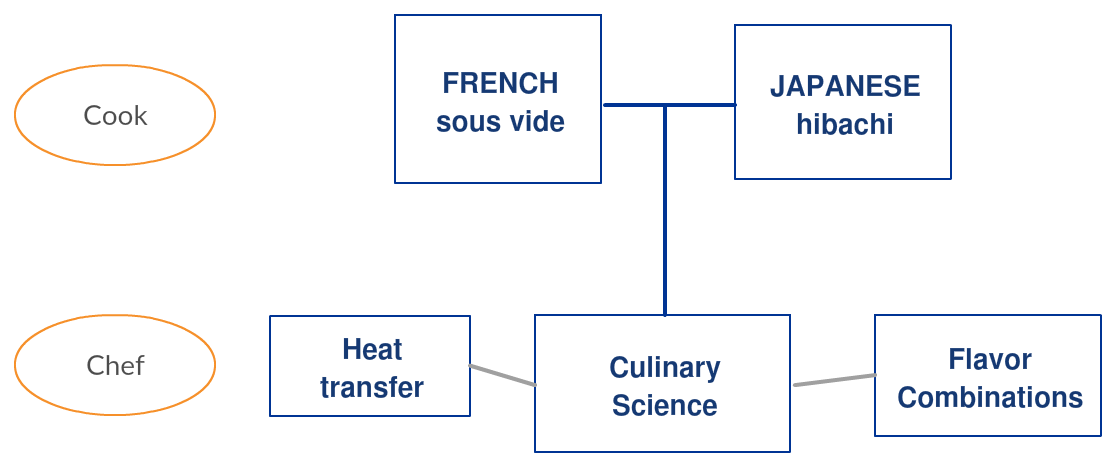 Cook
FRENCH
sous vide
JAPANESE
hibachi
Chef
Heat
transfer
Culinary
Science
Flavor
Combinations